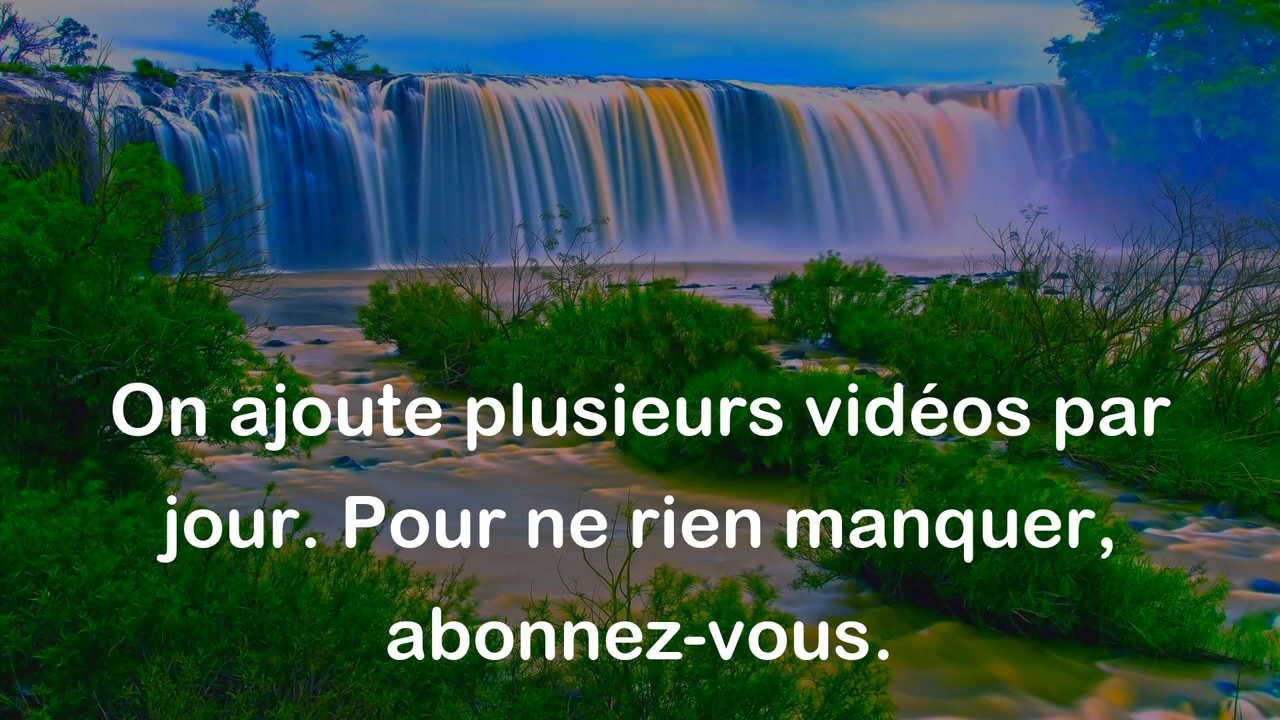 On ajoute plusieurs vidéos par
jour. Pour ne rien manquer,
abonnez-vous.